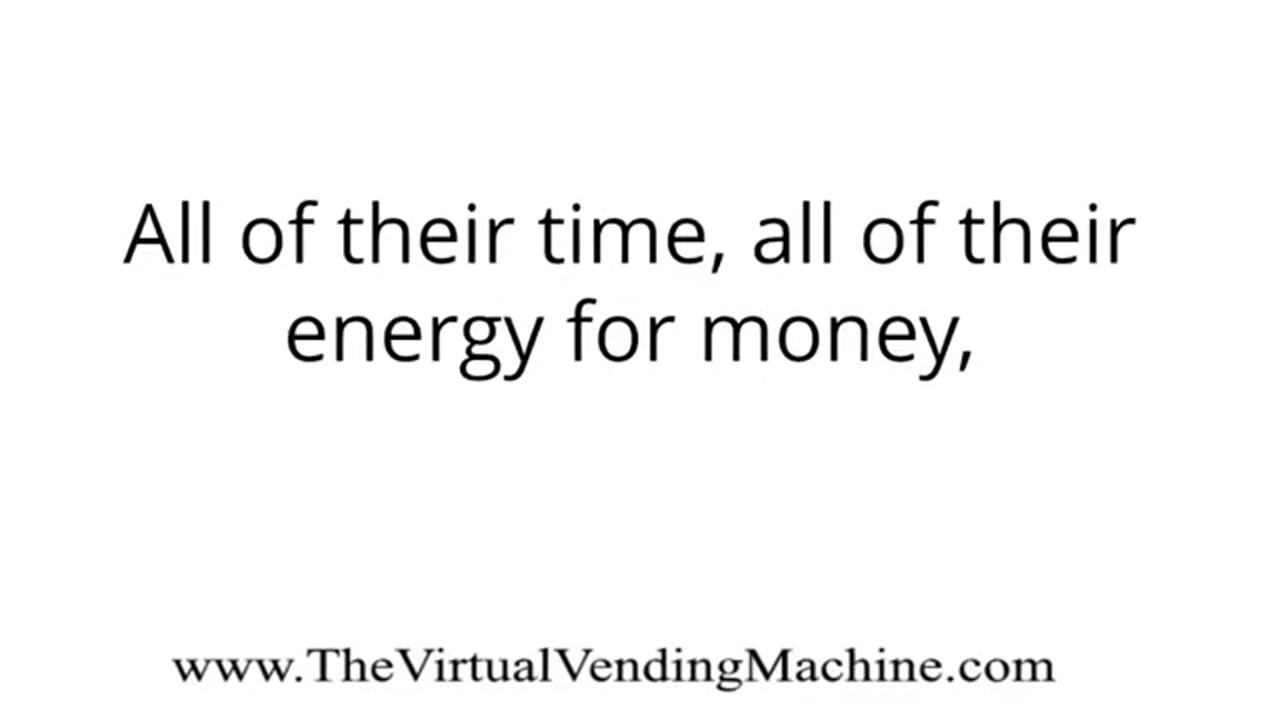 All of their time, all of their
energy for money,
www.TheVirtualVendingMachine.com